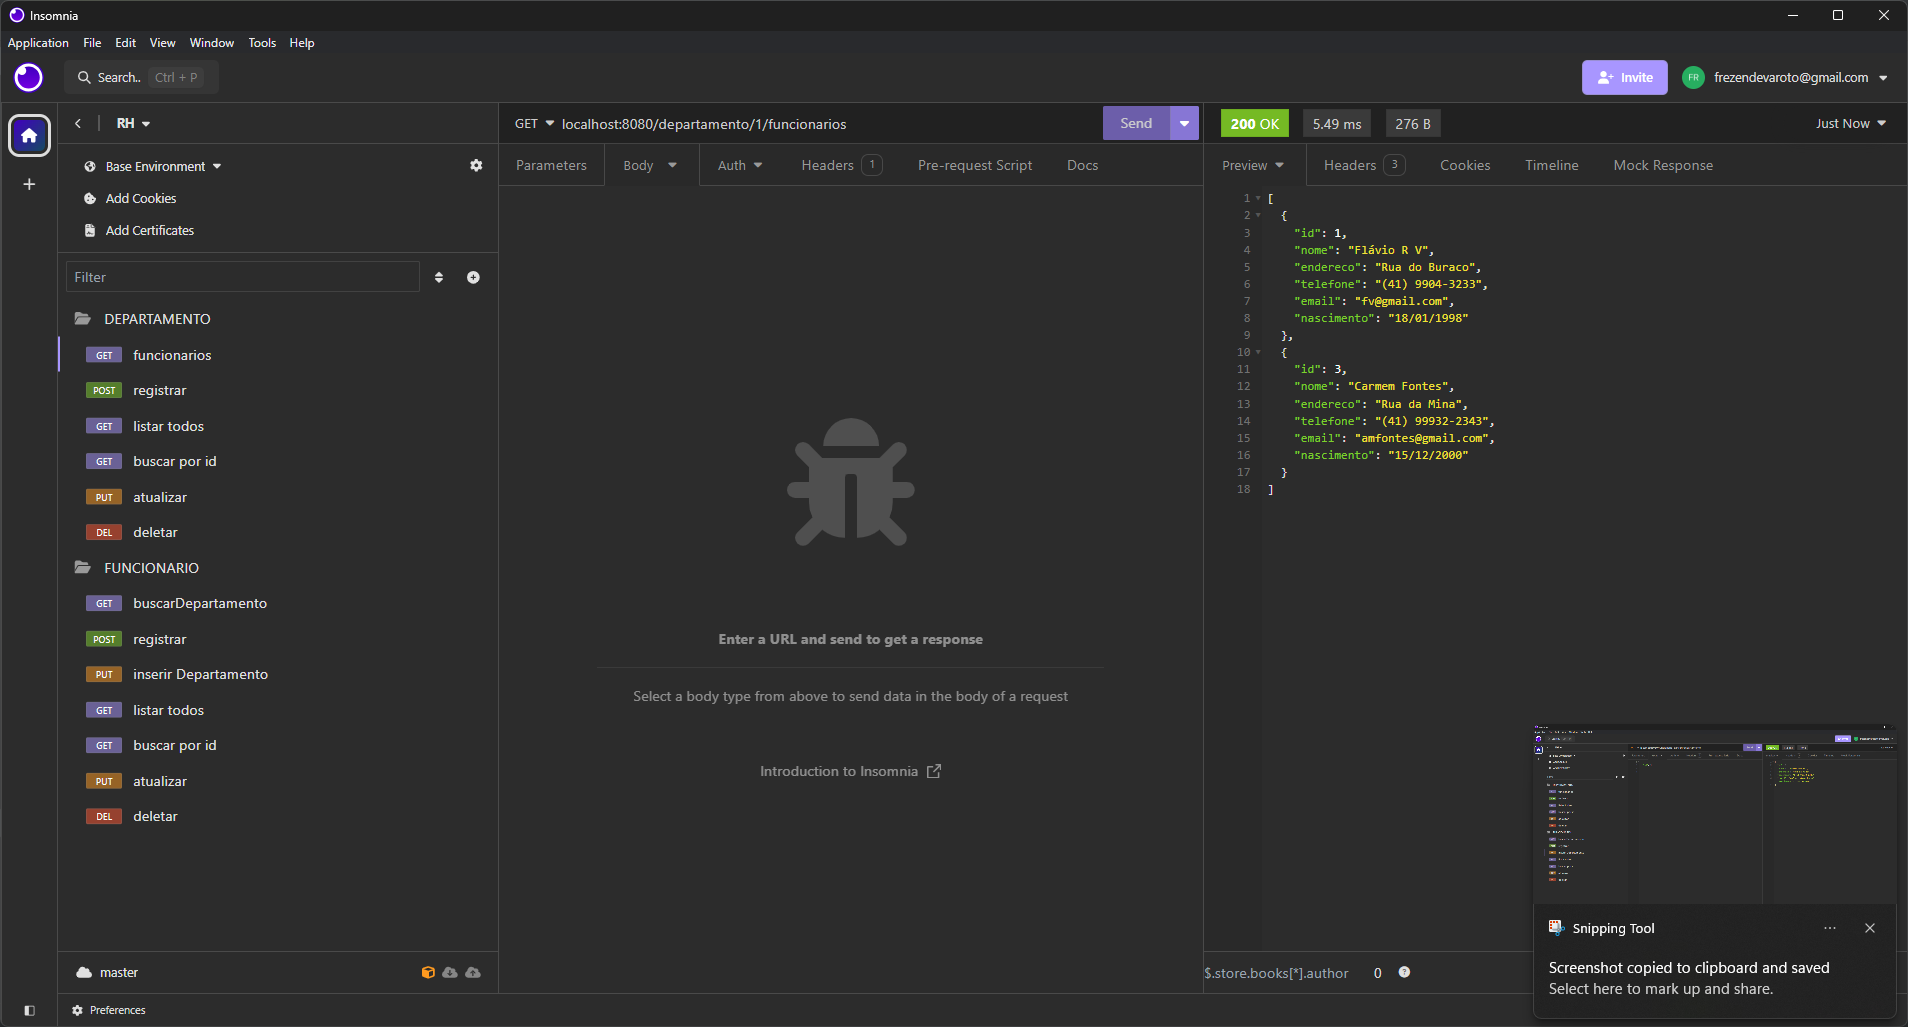 Insomnia
Application File Edit View Window Tools Help
Search.. Ctrl + P
Invite
FR frezendevaroto@gmail.com
RH
Base Environment
Add Cookies
Add Certificates
Filter
DEPARTAMENTO
GET funcionarios
POST registrar
GET listar todos
GET buscar por id
PUT atualizar
DEL deletar
FUNCIONARIO
GET buscarDepartamento
POST registrar
PUT inserir Departamento
GET listar todos
GET buscar por id
PUT atualizar
DEL deletar
master
Preferences
GET localhost:8080/departamento/1/funcionarios Send
Parameters Body Auth Headers 1 Pre-request Script Docs
Enter a URL and send to get a response
Select a body type from above to send data in the body of a request
Introduction to Insomnia
200 OK 5.49 ms 276 B Just Now
Preview Headers 3 Cookies Timeline Mock Response
1 [
2 {
3 "id": 1,
4 "nome": "Flávio R V",
5 "endereco": "Rua do Buraco",
6 "telefone": "(41) 9904-3233",
7 "email": "fv@gmail.com",
8 "nascimento": "18/01/1998"
9 },
10 {
11 "id": 3,
12 "nome": "Carmem Fontes",
13 "endereco": "Rua da Mina",
14 "telefone": "(41) 99932-2343",
15 "email": "amfontes@gmail.com",
16 "nascimento": "15/12/2000"
17 }
18 ]
$.store.books[*].author 0 ?
Snipping Tool
Screenshot copied to clipboard and saved
Select here to mark up and share.